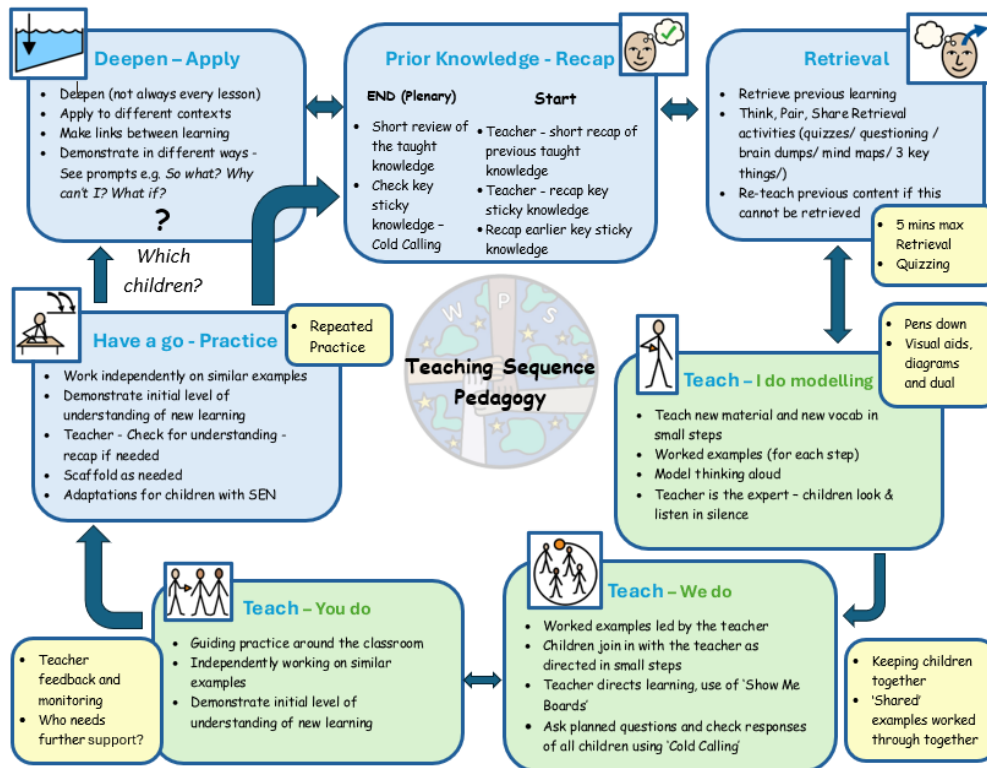 Deepen – Apply
• Deepen (not always every lesson)
• Apply to different contexts
• Make links between learning
• Demonstrate in different ways -
See prompts e.g. So what? Why
can't I? What if?
?
Which
children?
Prior Knowledge - Recap
END (Plenary)
• Short review of
the taught
knowledge
• Check key
sticky
knowledge –
Cold Calling
Start
• Teacher - short recap of
previous taught
knowledge
• Teacher - recap key
sticky knowledge
• Recap earlier key sticky
knowledge
Retrieval
• Retrieve previous learning
• Think, Pair, Share Retrieval
activities (quizzes/ questioning /
brain dumps/ mind maps/ 3 key
things/)
• Re-teach previous content if this
cannot be retrieved
• 5 mins max
Retrieval
• Quizzing
Have a go - Practice
• Work independently on similar examples
• Demonstrate initial level of
understanding of new learning
• Teacher - Check for understanding -
recap if needed
• Scaffold as needed
• Adaptations for children with SEN
• Repeated
Practice
W P S
Teaching Sequence
Pedagogy
Teach – I do modelling
• Teach new material and new vocab in
small steps
• Worked examples (for each step)
• Model thinking aloud
• Teacher is the expert – children look &
listen in silence
• Pens down
• Visual aids,
diagrams
and dual
Teach – You do
• Guiding practice around the classroom
• Independently working on similar
examples
• Demonstrate initial level of
understanding of new learning
• Teacher
feedback and
monitoring
• Who needs
further support?
Teach – We do
• Worked examples led by the teacher
• Children join in with the teacher as
directed in small steps
• Teacher directs learning, use of 'Show Me
Boards'
• Ask planned questions and check responses
of all children using 'Cold Calling'
• Keeping children
together
• 'Shared'
examples worked
through together